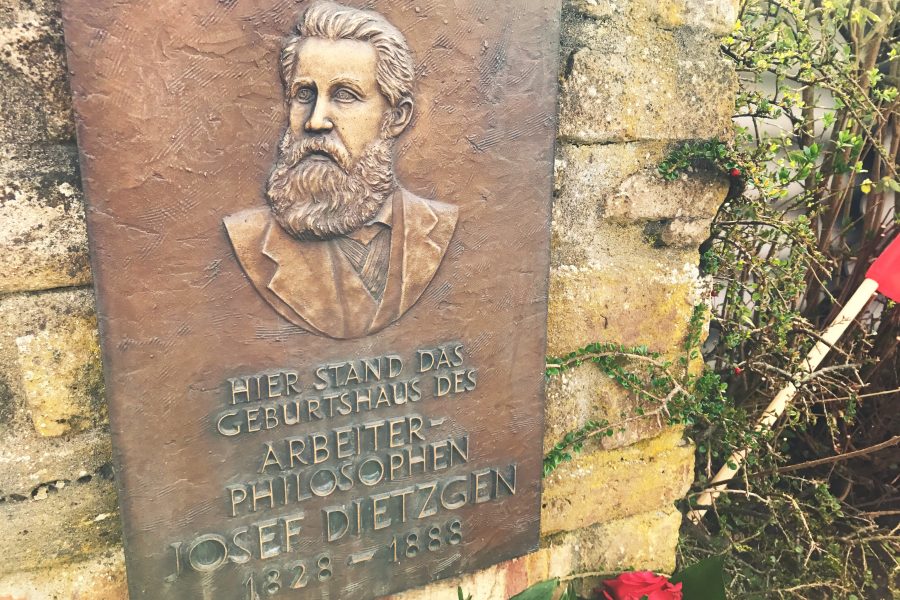 HIER STAND DAS
GEBURTSHAUS DES
ARBEITER-
PHILOSOPHEN
JOSEF DIETZGEN
1828 - 1888